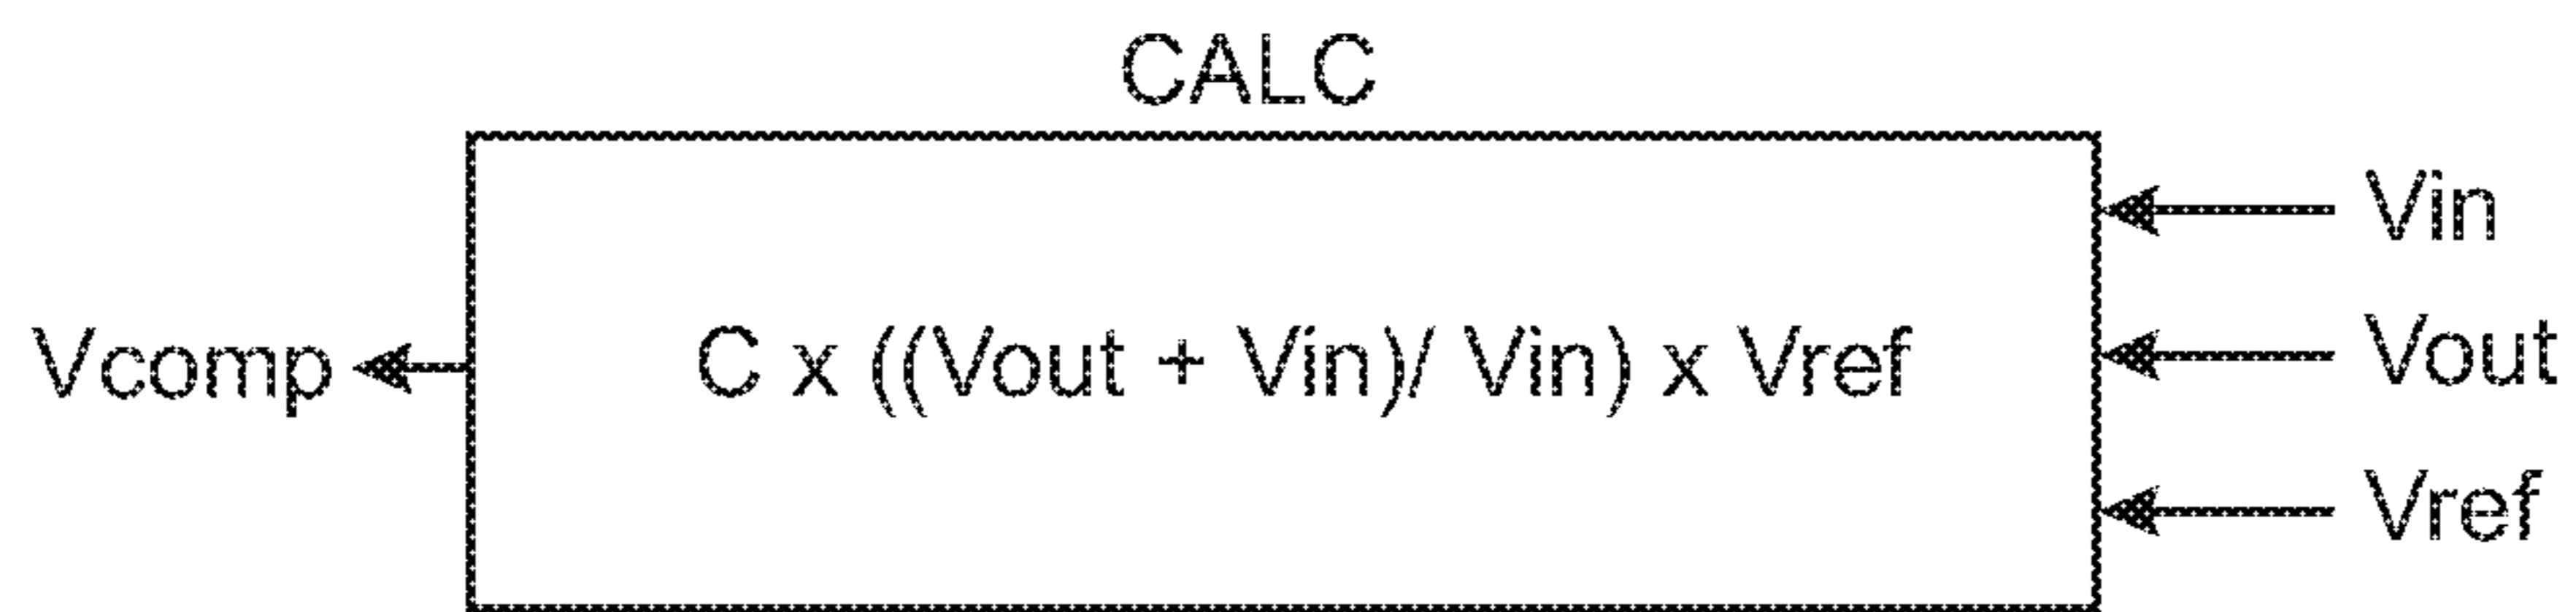 CALC
Vin
Vcomp
C x ((Vout + Vin)/ Vin) x Vref
Vout
Vref